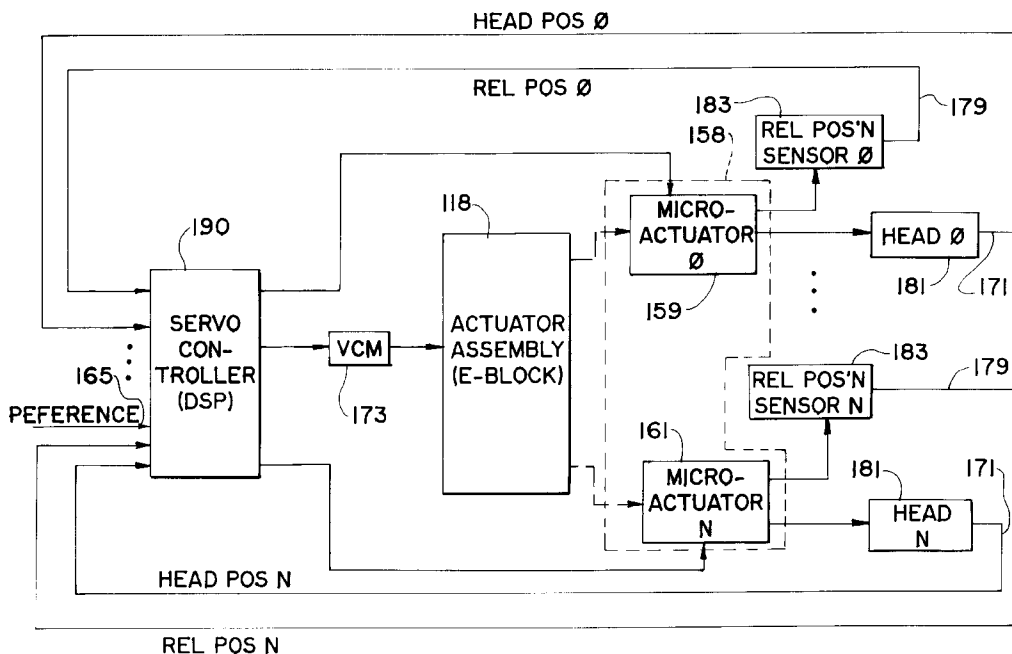 HEAD POS Ø
REL POS Ø
183
179
158
REL POS'N
SENSOR Ø
118
190
MICRO-
ACTUATOR
Ø
HEAD Ø
159
181
171
SERVO
CON-
TROLLER
(DSP)
VCM
173
ACTUATOR
ASSEMBLY
(E-BLOCK)
165
PEFERENCE
183
REL POS'N
SENSOR N
179
161
MICRO-
ACTUATOR
N
181
HEAD
N
171
HEAD POS N
REL POS N